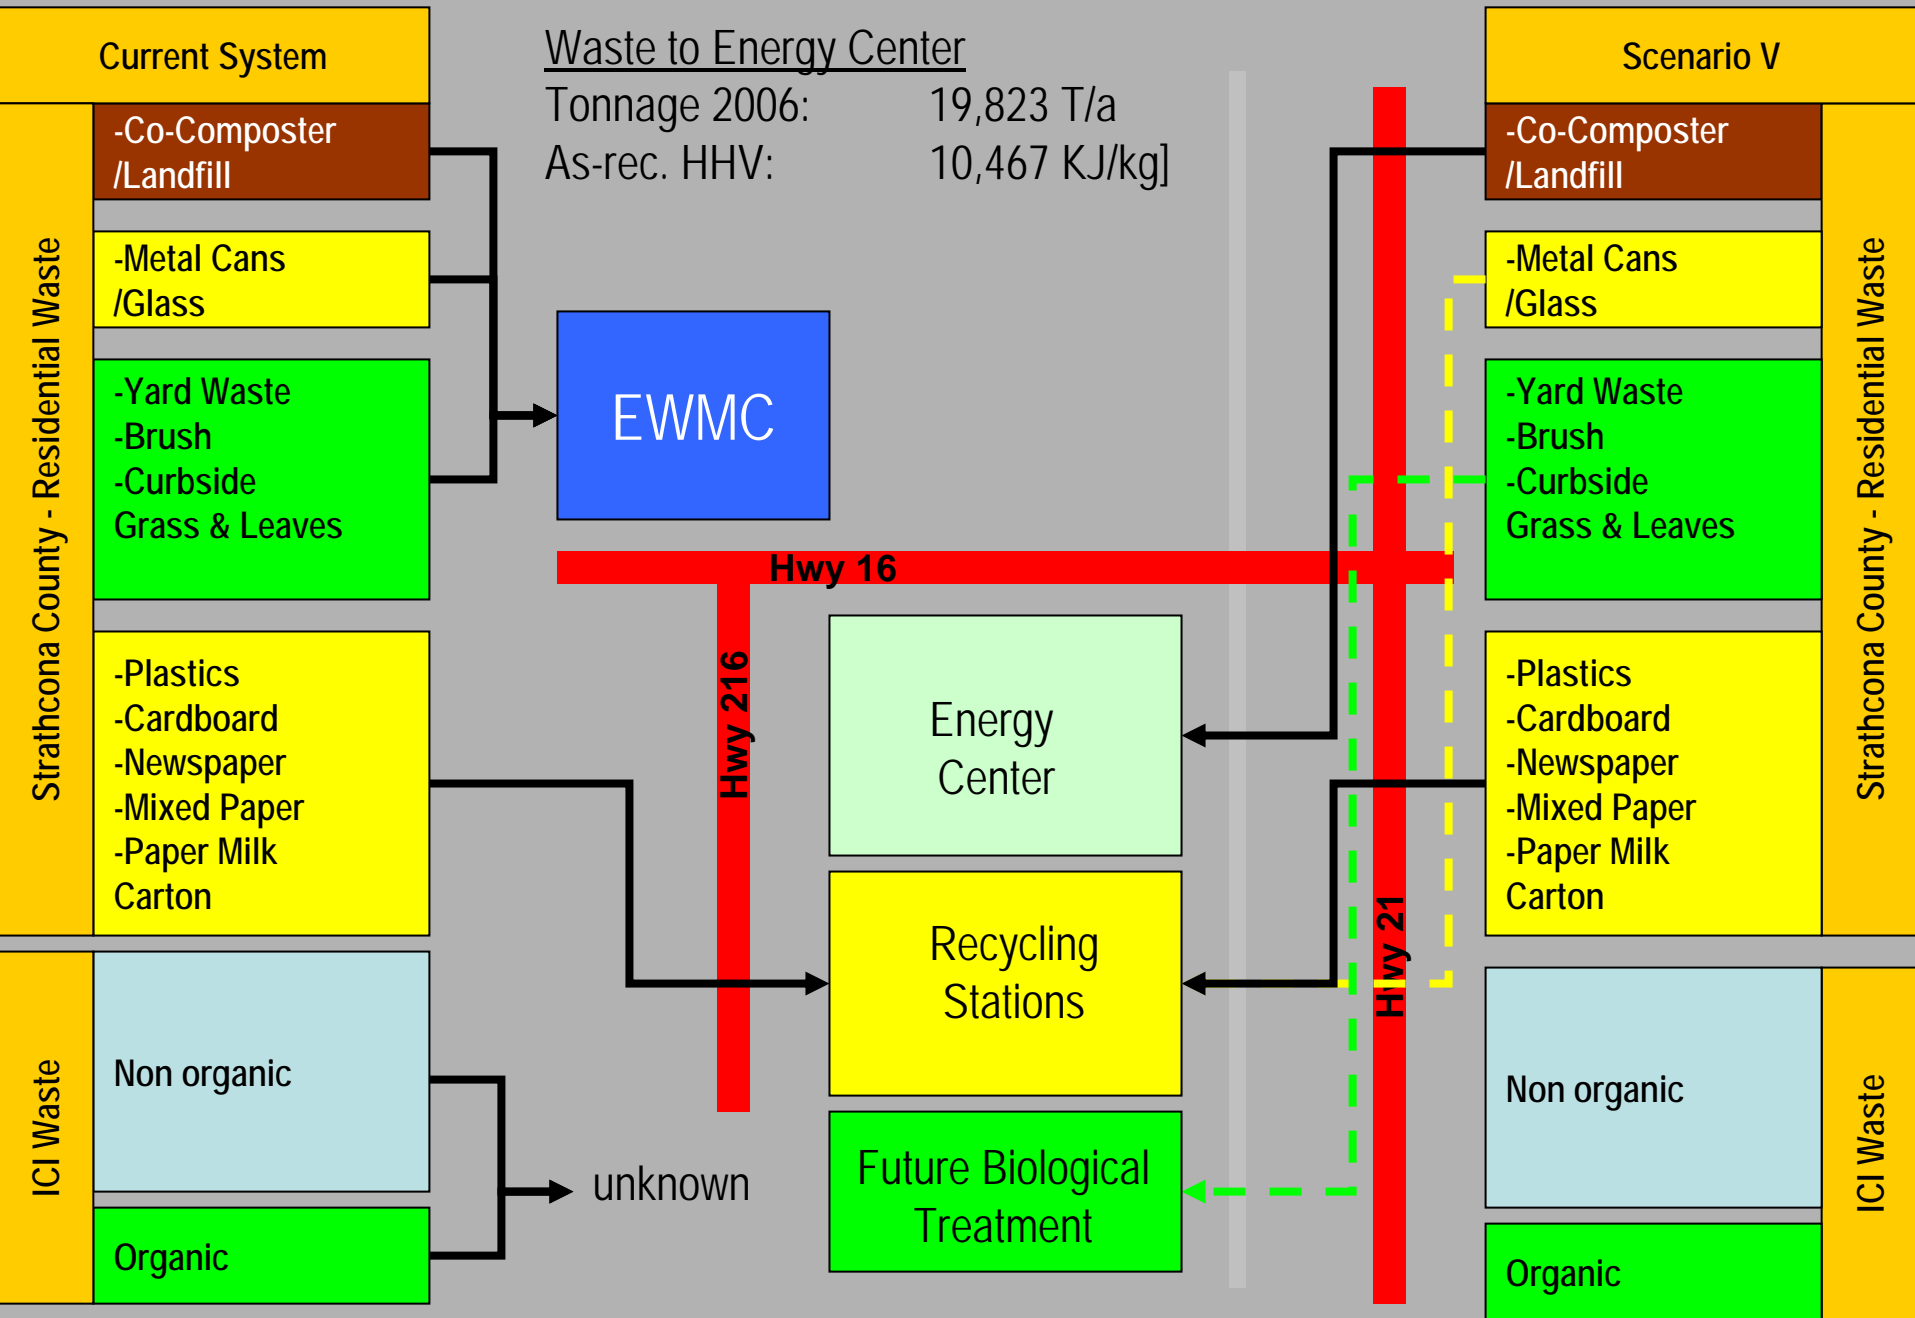 Current System
Strathcona County - Residential Waste
-Co-Composter
/Landfill
-Metal Cans
/Glass
-Yard Waste
-Brush
-Curbside
Grass & Leaves
-Plastics
-Cardboard
-Newspaper
-Mixed Paper
-Paper Milk
Carton
ICI Waste
Non organic
Organic
Waste to Energy Center
Tonnage 2006: 19,823 T/a
As-rec. HHV: 10,467 KJ/kg]
EWMC
Hwy 16
Hwy 216
Energy
Center
Recycling
Stations
Future Biological
Treatment
unknown
Hwy 21
Scenario V
-Co-Composter
/Landfill
-Metal Cans
/Glass
-Yard Waste
-Brush
-Curbside
Grass & Leaves
-Plastics
-Cardboard
-Newspaper
-Mixed Paper
-Paper Milk
Carton
Strathcona County - Residential Waste
Non organic
Organic
ICI Waste